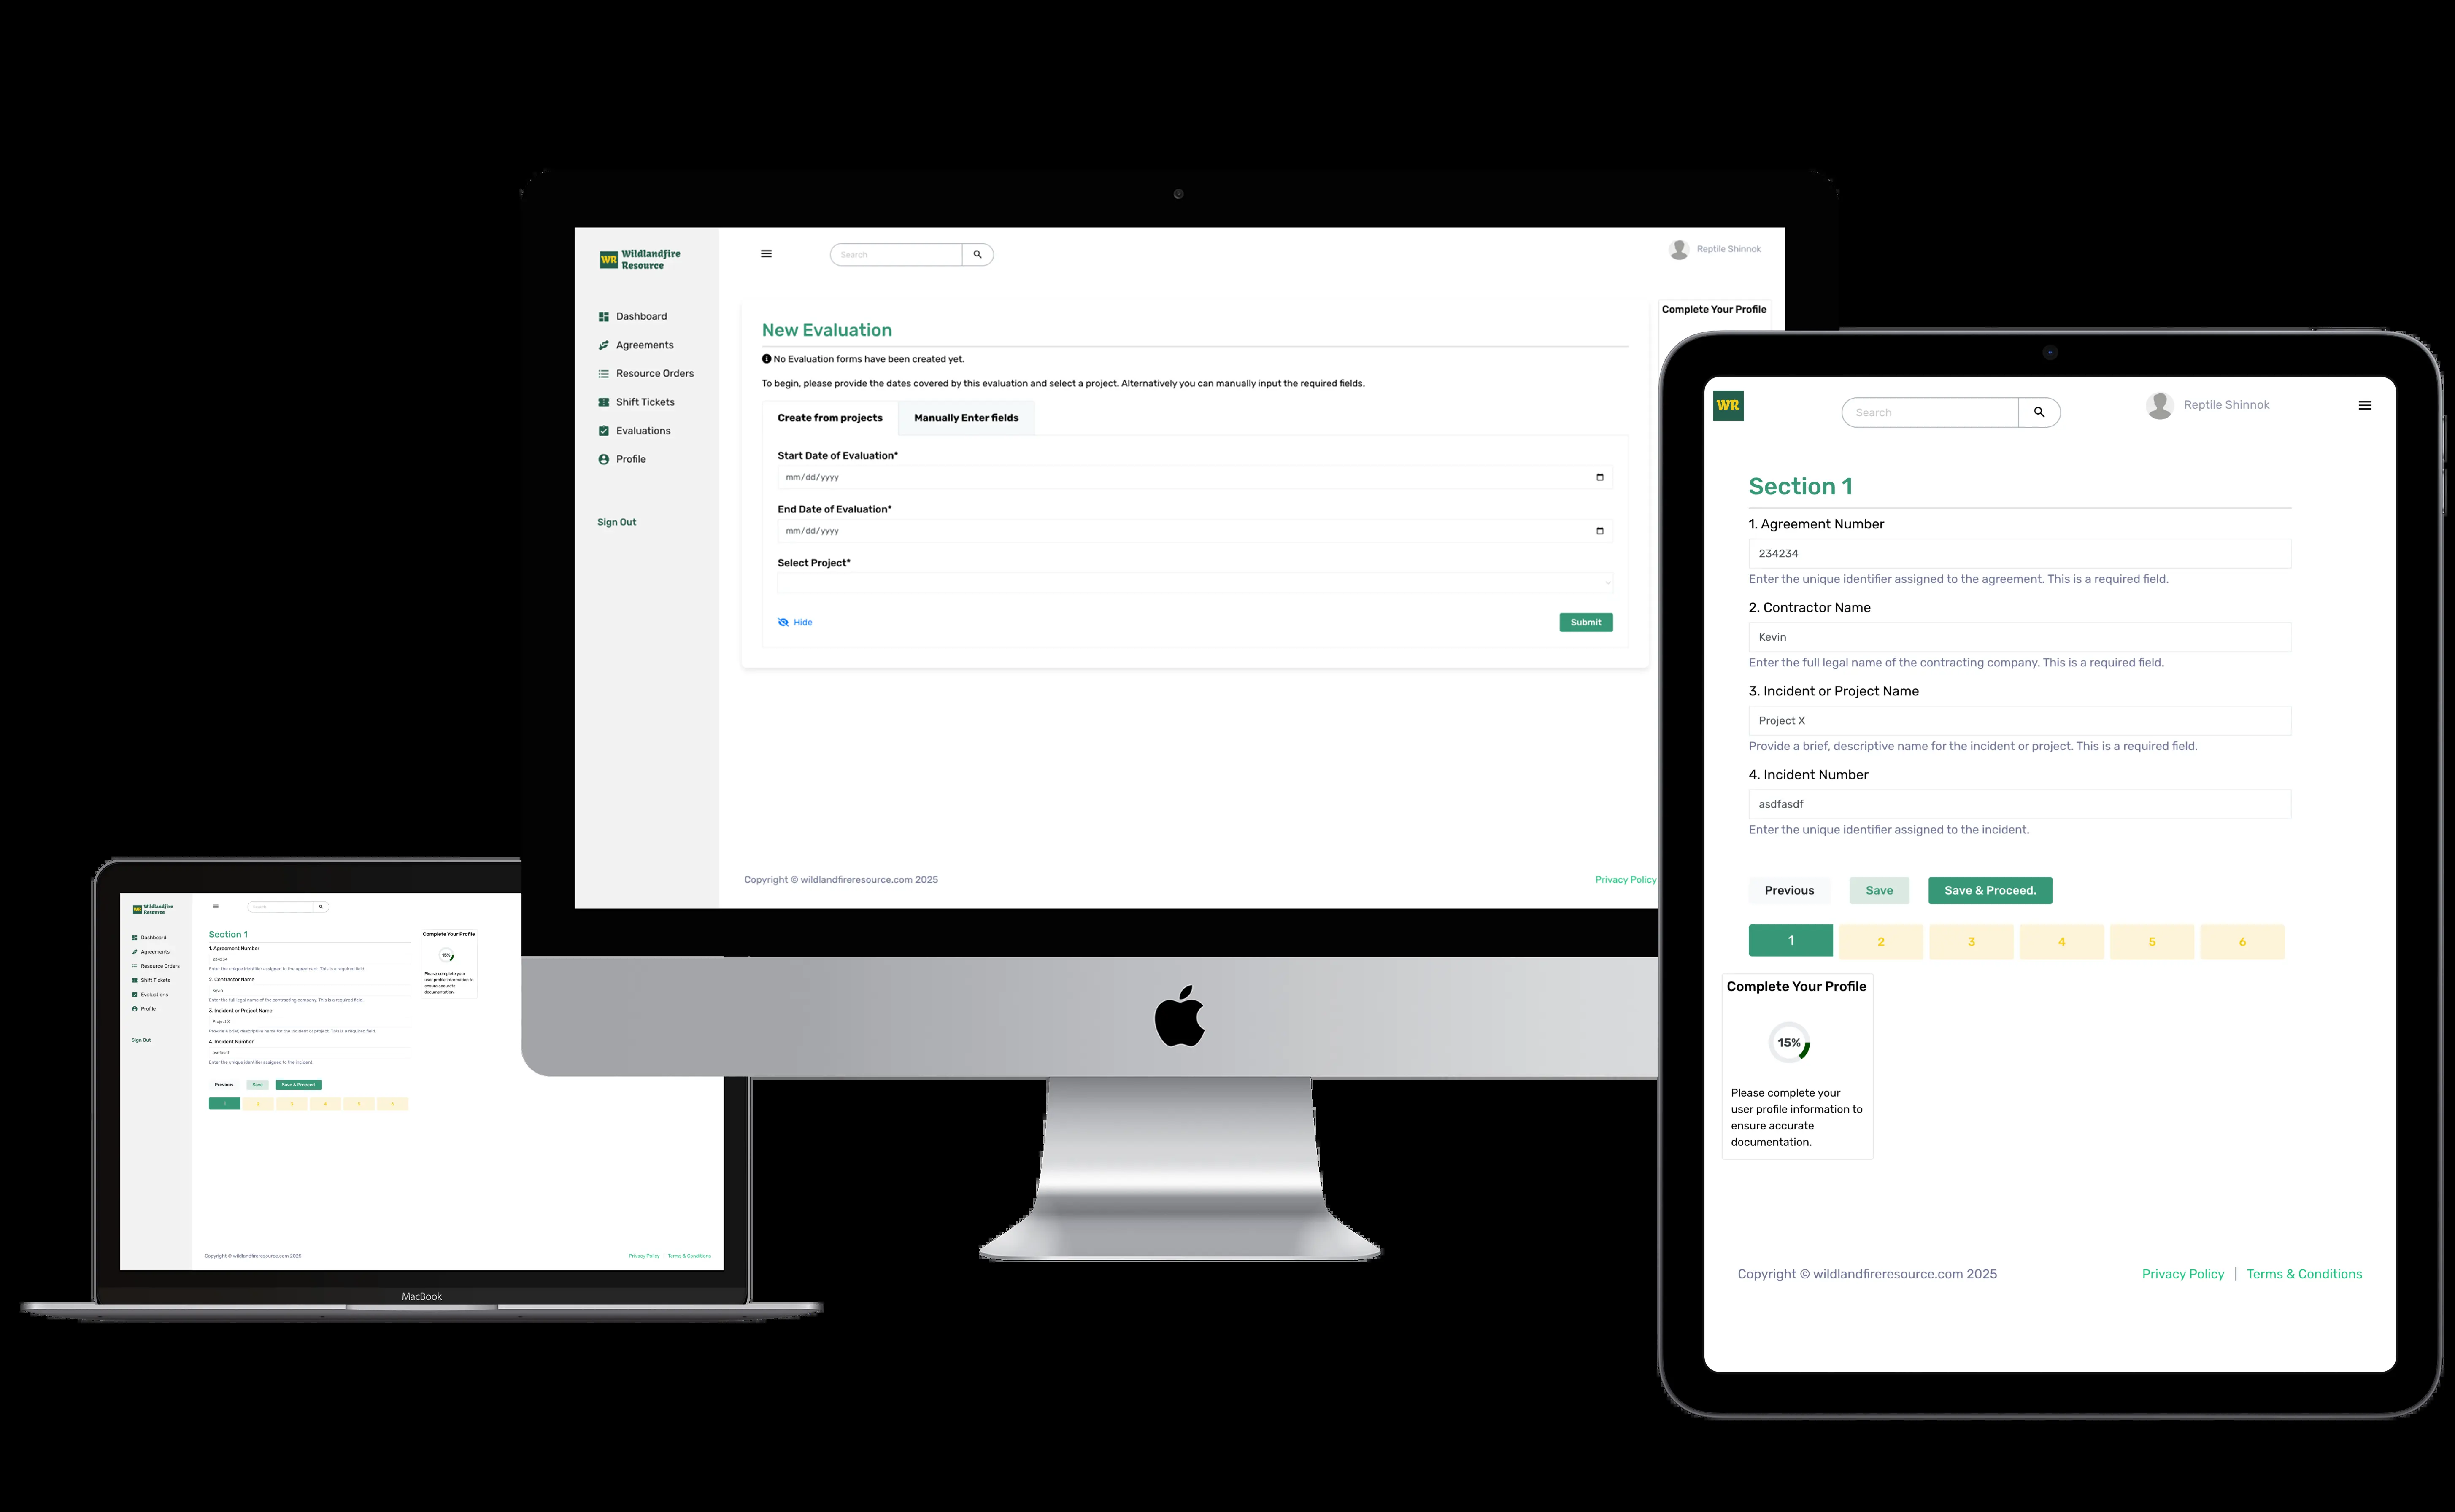 Wildlandfire
WR
Resource
Search
Reptile Shinnok
Dashboard
Agreements
Resource Orders
Shift Tickets
Evaluations
Profile
Sign Out
New Evaluation
No Evaluation forms have been created yet.
To begin, please provide the dates covered by this evaluation and select a project. Alternatively you can manually input the required fields.
Create from projects
Manually Enter fields
Start Date of Evaluation*
mm/dd/yyyy
End Date of Evaluation*
mm/dd/yyyy
Select Project*
Hide
Submit
Complete Your Profile
Copyright © wildlandfireresource.com 2025
Privacy Policy
WR
Search
Reptile Shinnok
Section 1
1. Agreement Number
234234
Enter the unique identifier assigned to the agreement. This is a required field.
2. Contractor Name
Kevin
Enter the full legal name of the contracting company. This is a required field.
3. Incident or Project Name
Project X
Provide a brief, descriptive name for the incident or project. This is a required field.
4. Incident Number
asdfasdf
Enter the unique identifier assigned to the incident.
Previous
Save
Save & Proceed.
1 2 3 4 5 6
Complete Your Profile
15%
Please complete your
user profile information to
ensure accurate
documentation.
Copyright © wildlandfireresource.com 2025
Privacy Policy | Terms & Conditions
Wildlandfire
WR
Resource
Search
Dashboard
Agreements
Resource Orders
Shift Tickets
Evaluations
Profile
Sign Out
Section 1
1. Agreement Number
234234
Enter the unique identifier assigned to the agreement. This is a required field.
2. Contractor Name
Kevin
Enter the full legal name of the contracting company. This is a required field.
3. Incident or Project Name
Project X
Provide a brief, descriptive name for the incident or project. This is a required field.
4. Incident Number
asdfasdf
Enter the unique identifier assigned to the incident.
Previous
Save
Save & Proceed.
1 2 3 4 5 6
Complete Your Profile
15%
Please complete your
user profile information to
ensure accurate
documentation.
Copyright © wildlandfireresource.com 2025
Privacy Policy | Terms & Conditions
MacBook